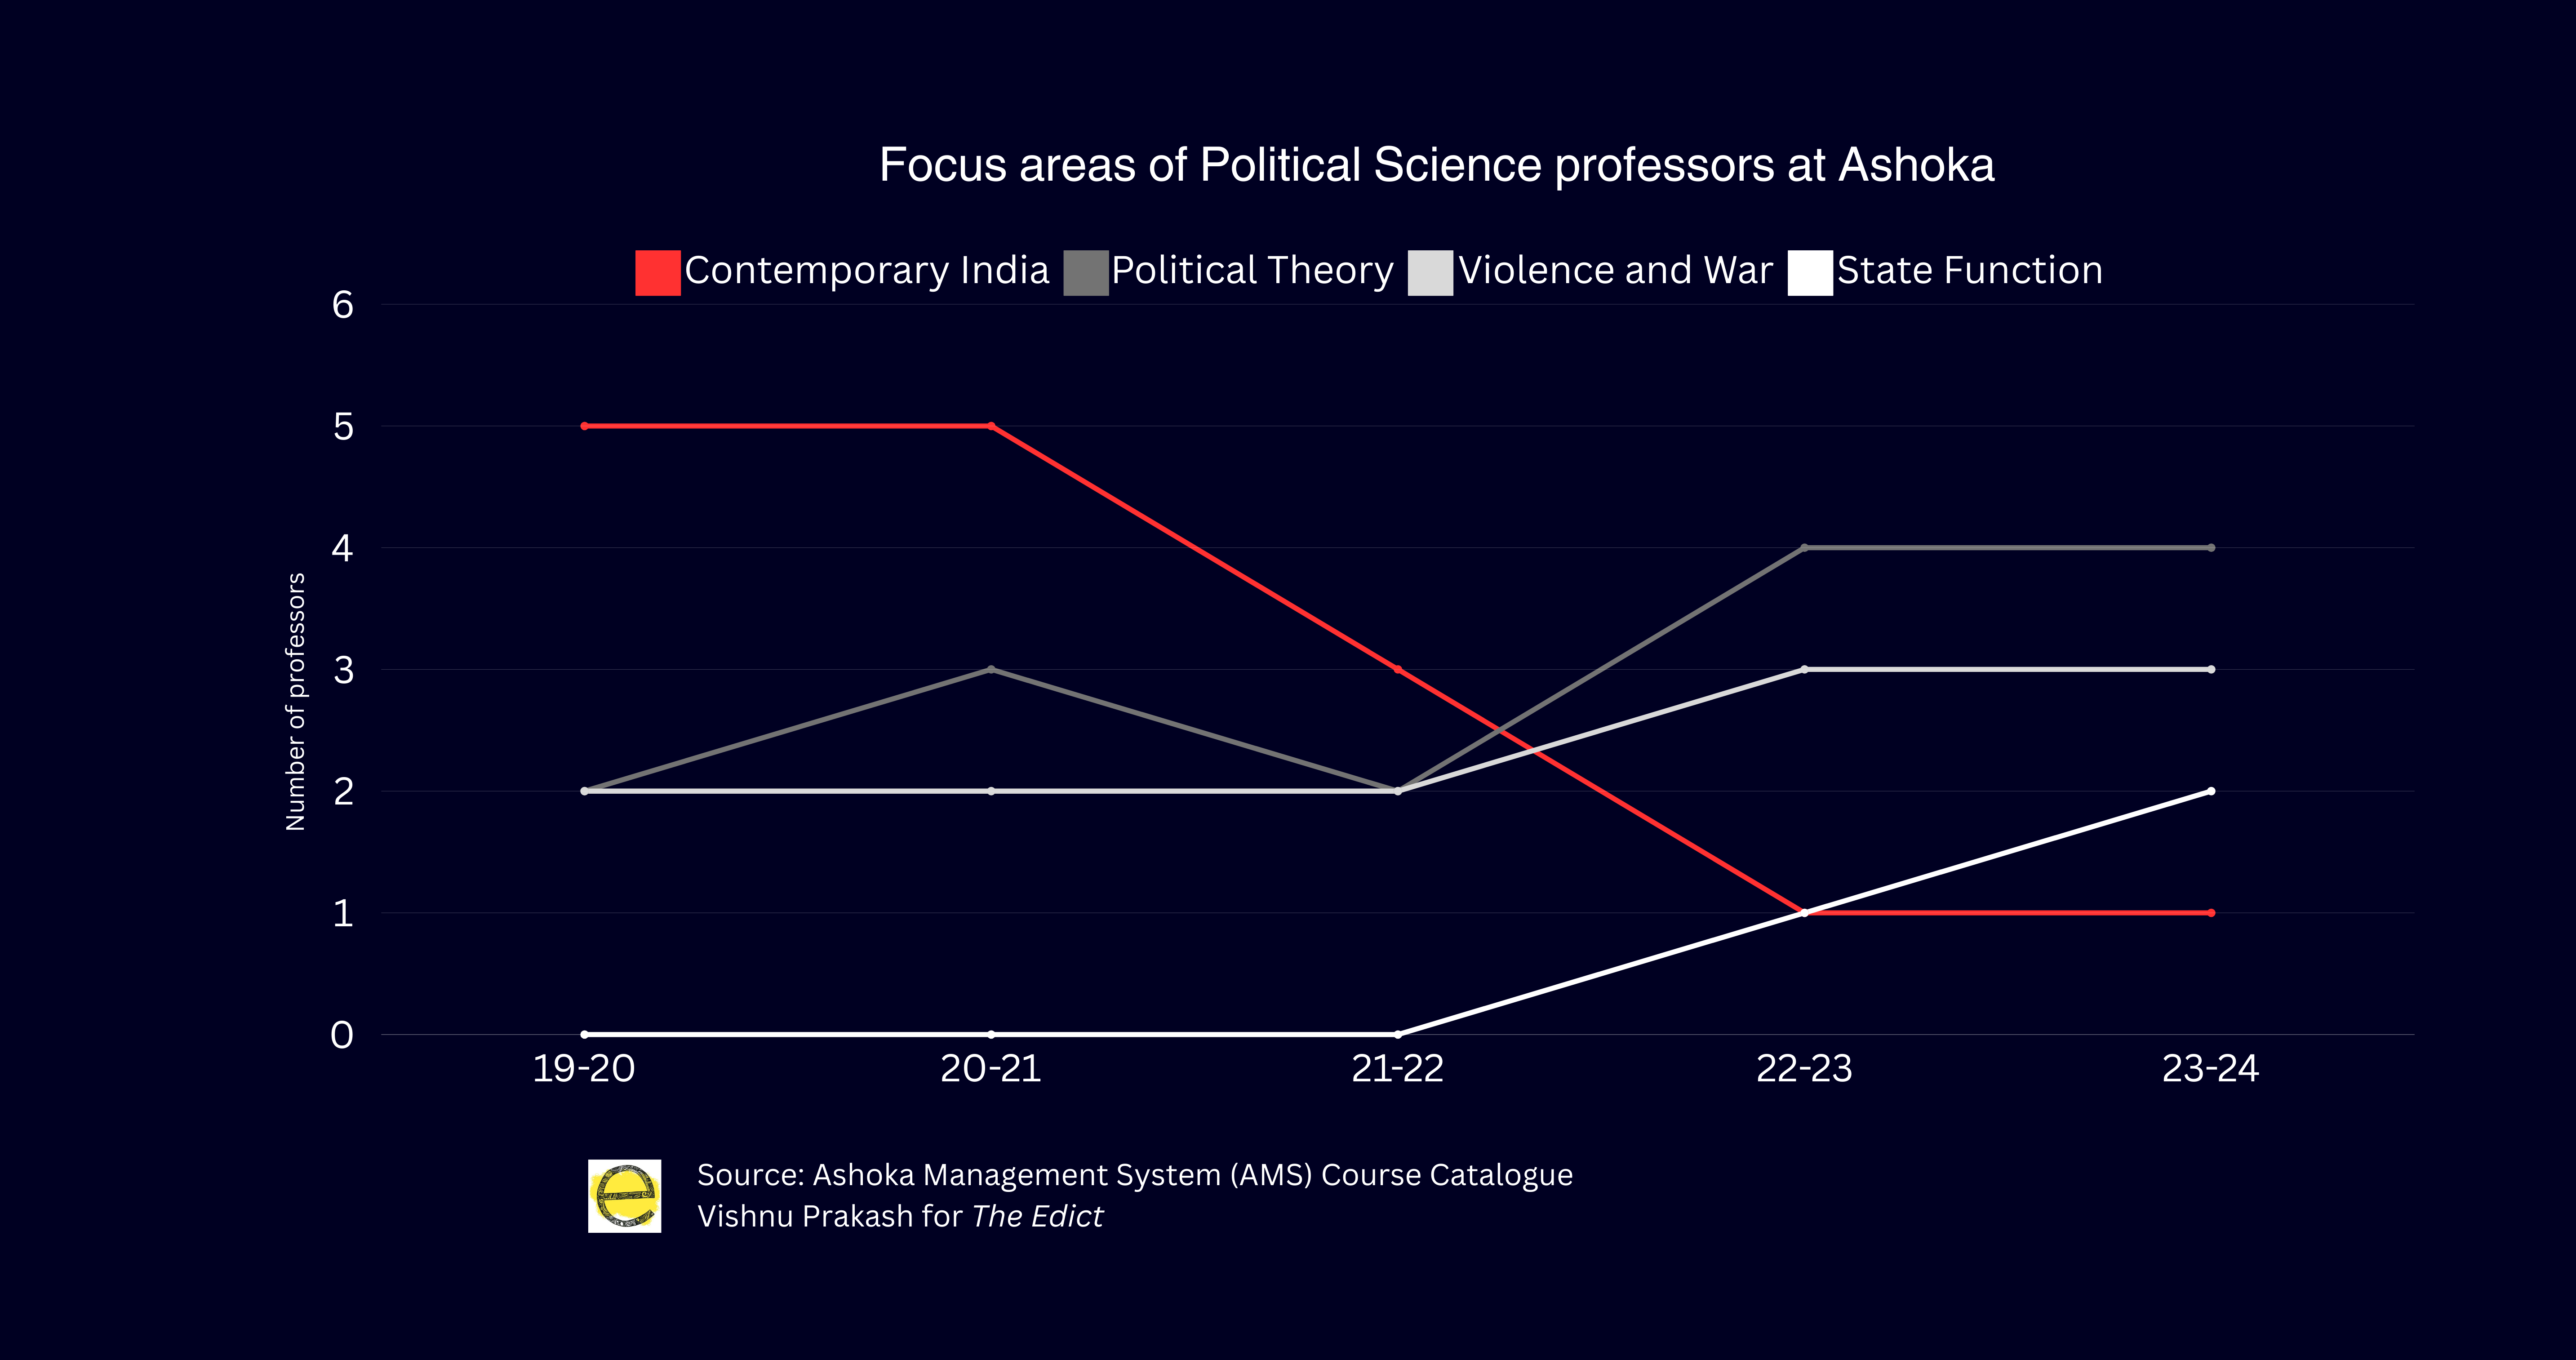 Focus areas of Political Science professors at Ashoka
Contemporary India Political Theory Violence and War State Function
6
5
4
3
2
1
0
Number of professors
19-20 20-21 21-22 22-23 23-24
Source: Ashoka Management System (AMS) Course Catalogue
Vishnu Prakash for The Edict
e